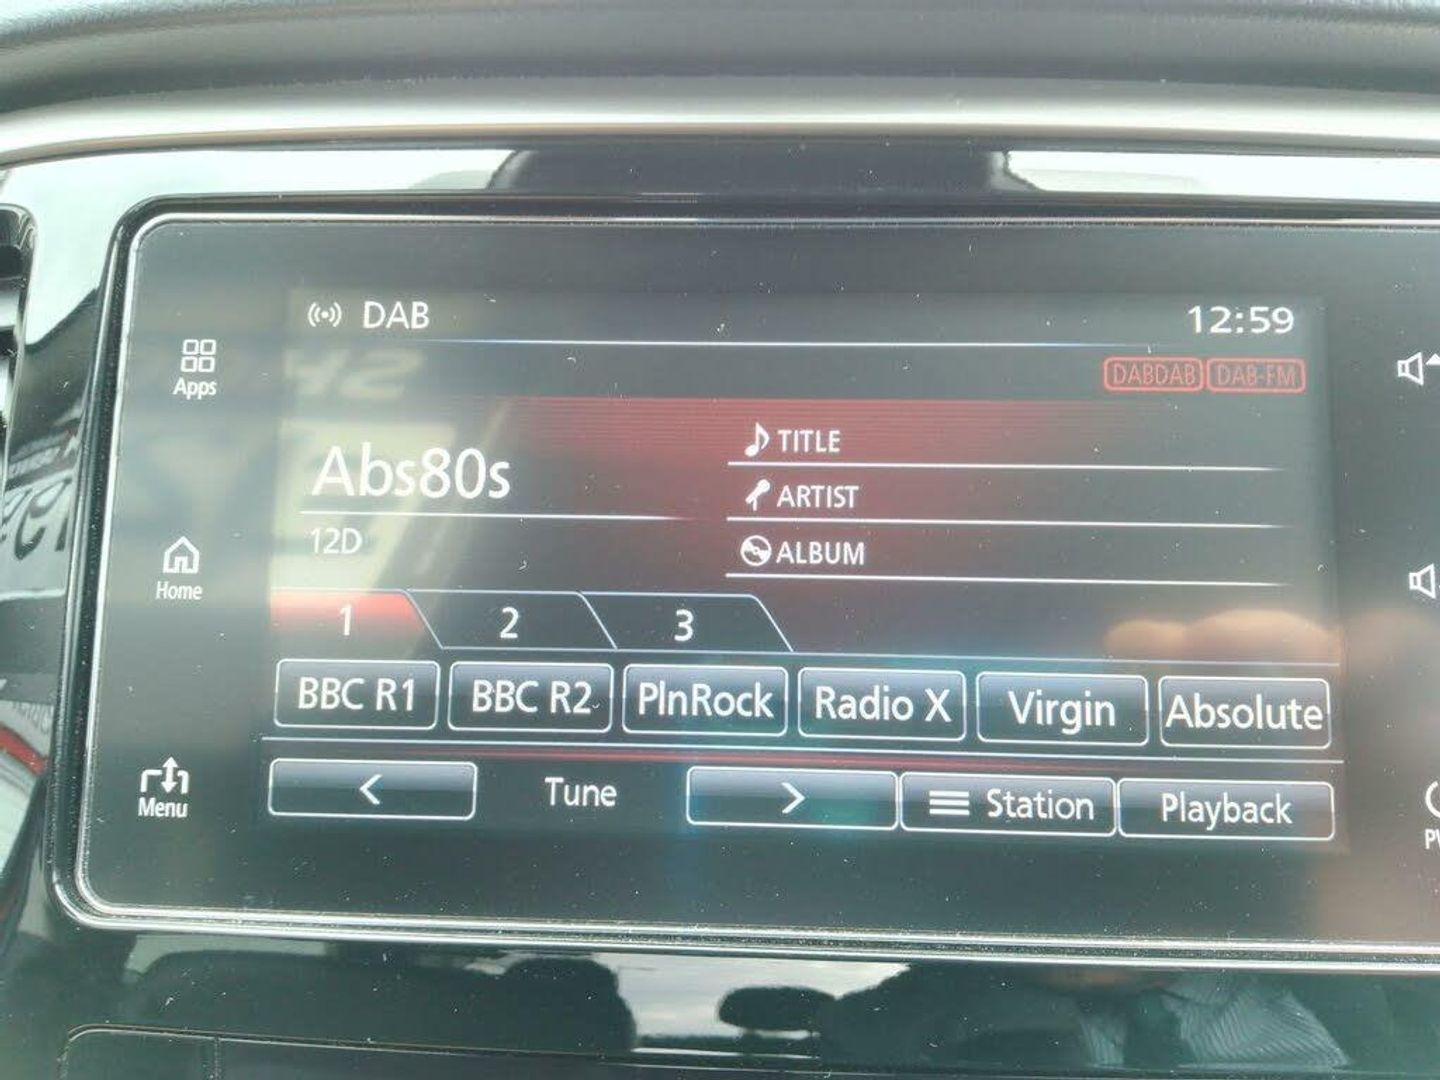 DAB 12:59
DABDAB DAB-FM
Apps
TITLE
Abs80s
ARTIST
12D
ALBUM
Home
1 2 3
BBC R1 BBC R2 PlnRock Radio X Virgin Absolute
Menu
< Tune > Station Playback